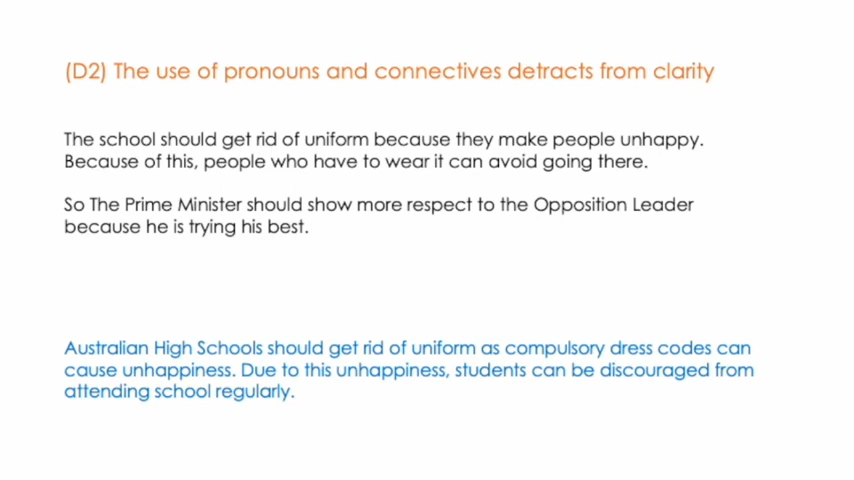 (D2) The use of pronouns and connectives detracts from clarity
The school should get rid of uniform because they make people unhappy.
Because of this, people who have to wear it can avoid going there.
So The Prime Minister should show more respect to the Opposition Leader
because he is trying his best.
Australian High Schools should get rid of uniform as compulsory dress codes can
cause unhappiness. Due to this unhappiness, students can be discouraged from
attending school regularly.